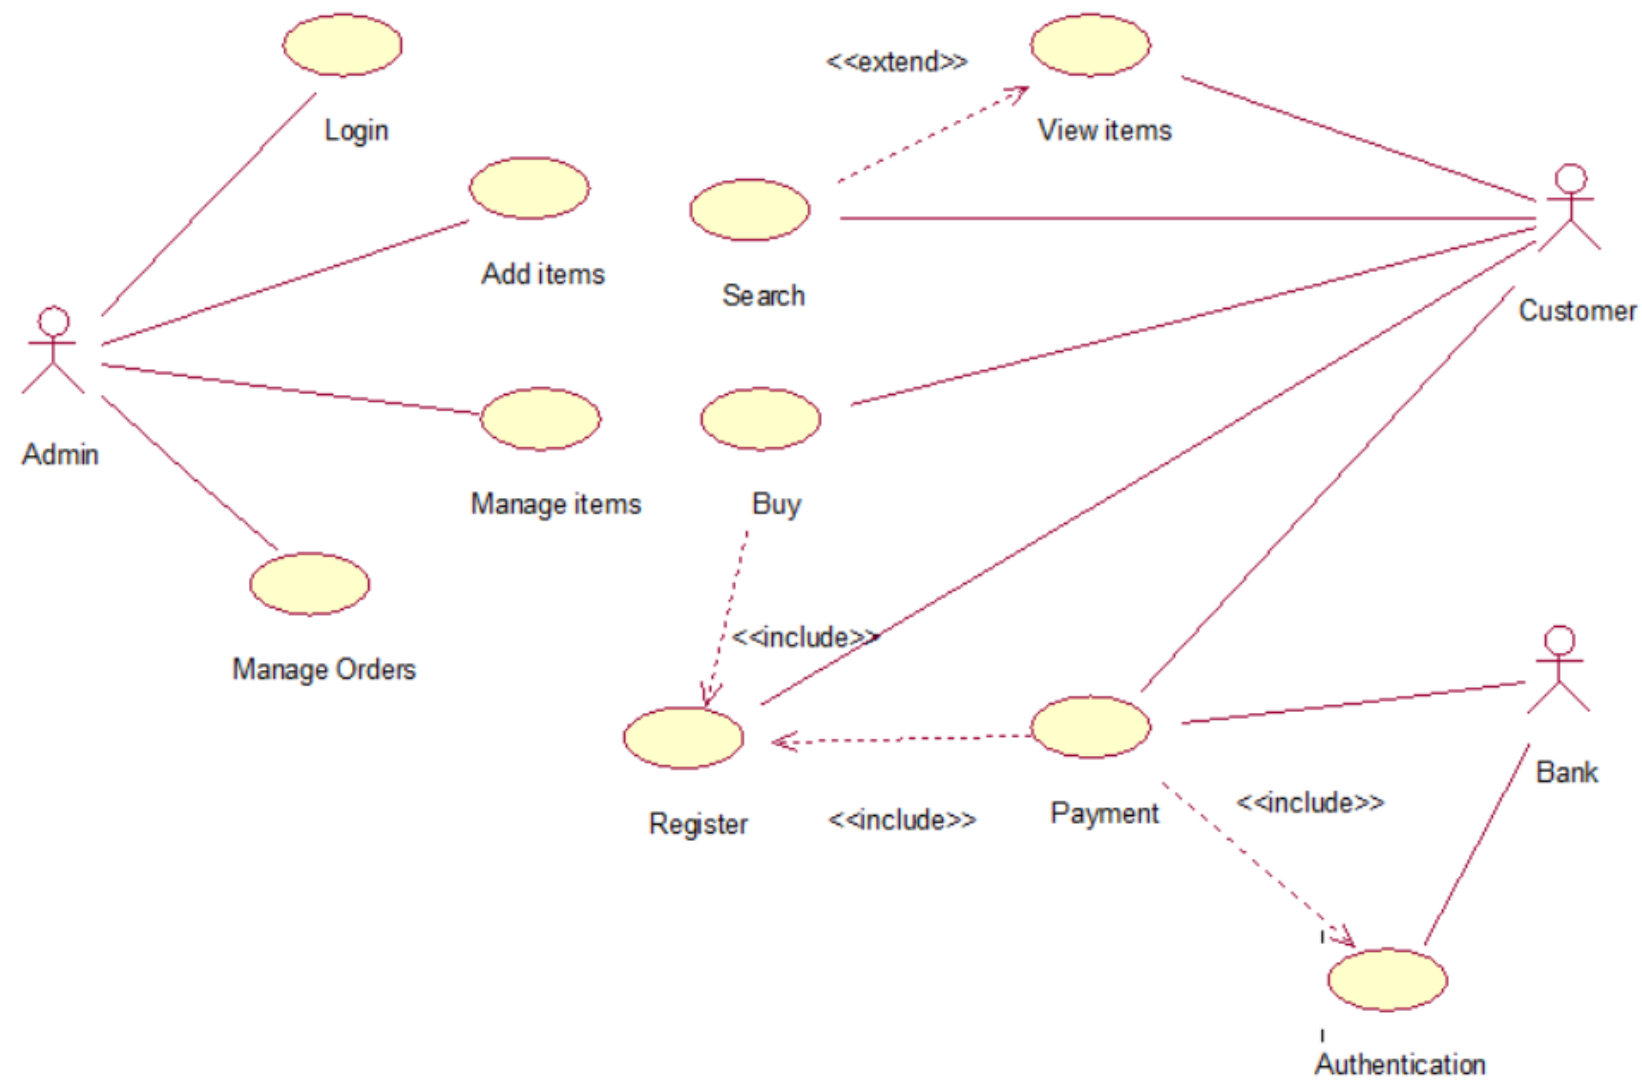 <<extend>>
Login
View items
Add items
Search
Customer
Admin
Manage items
Buy
<<include>>
Manage Orders
Bank
<<include>>
Payment
Register
<<include>>
Authentication